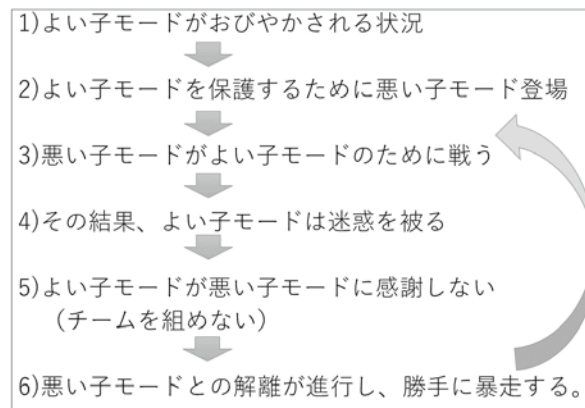 1)よい子モードがおびやかされる状況
2)よい子モードを保護するために悪い子モード登場
3)悪い子モードがよい子モードのために戦う
4)その結果、よい子モードは迷惑を被る
5)よい子モードが悪い子モードに感謝しない
（チームを組めない）
6)悪い子モードとの解離が進行し、勝手に暴走する。